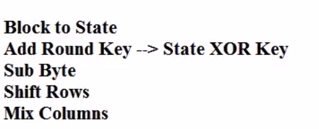 Block to State
Add Round Key --> State XOR Key
Sub Byte
Shift Rows
Mix Columns